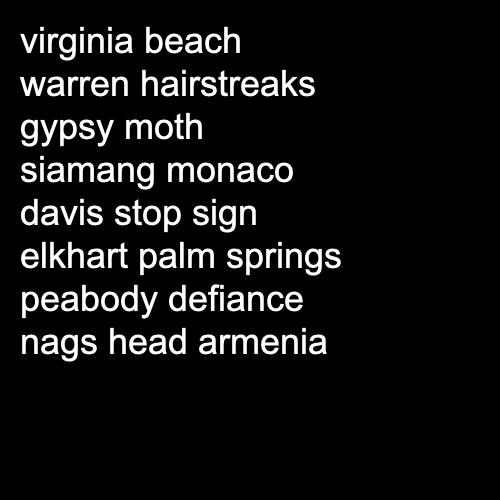 virginia beach
warren hairstreaks
gypsy moth
siamang monaco
davis stop sign
elkhart palm springs
peabody defiance
nags head armenia